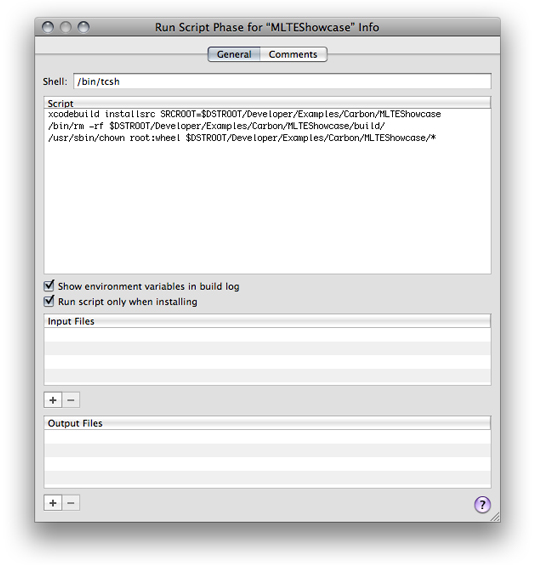 Run Script Phase for “MLTEShowcase” Info
General Comments
Shell: /bin/tcsh
Script
xcodebuild installsrc SRCROOT=$DSTROOT/Developer/Examples/Carbon/MLTEShowcase
/bin/rm -rf $DSTROOT/Developer/Examples/Carbon/MLTEShowcase/build/
/usr/sbin/chown root:wheel $DSTROOT/Developer/Examples/Carbon/MLTEShowcase/*
Show environment variables in build log
Run script only when installing
Input Files
+ −
Output Files
+ −
?